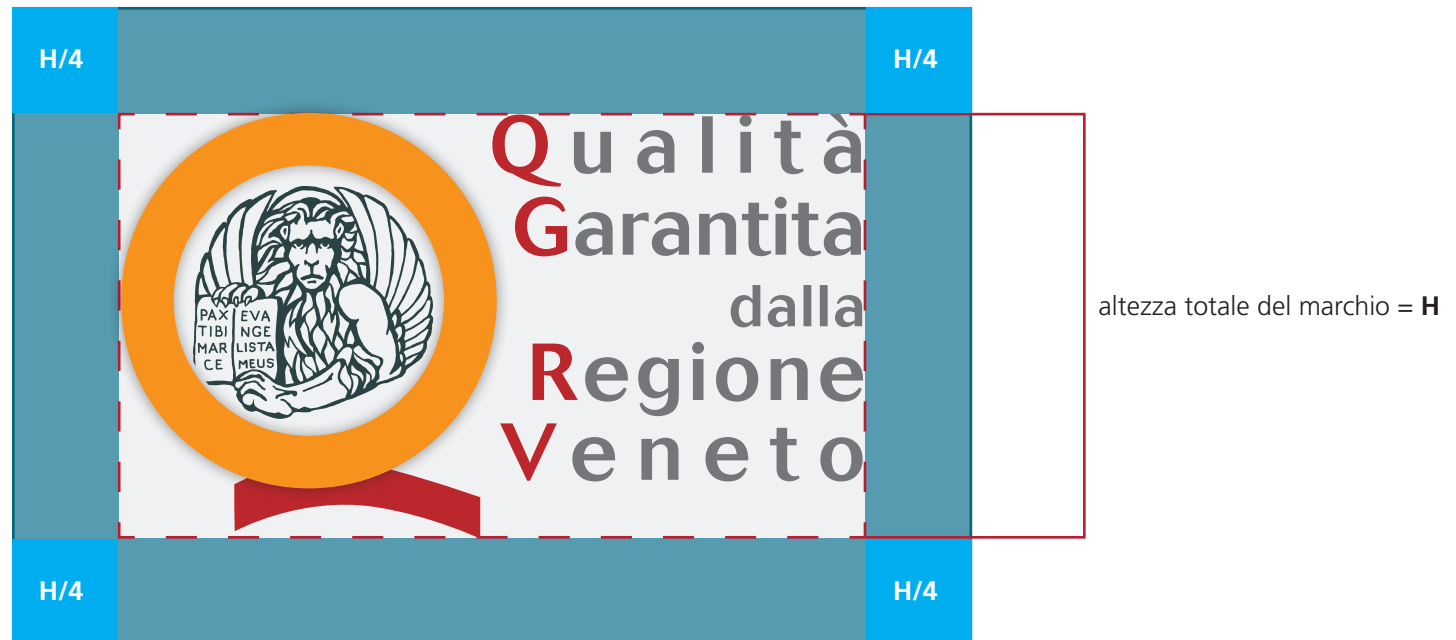 H/4
H/4
Qualità
Garantita
dalla
Regione
Veneto
PAX EVA
TIBI NGE
MAR LISTA
CE MEUS
altezza totale del marchio = H
H/4
H/4